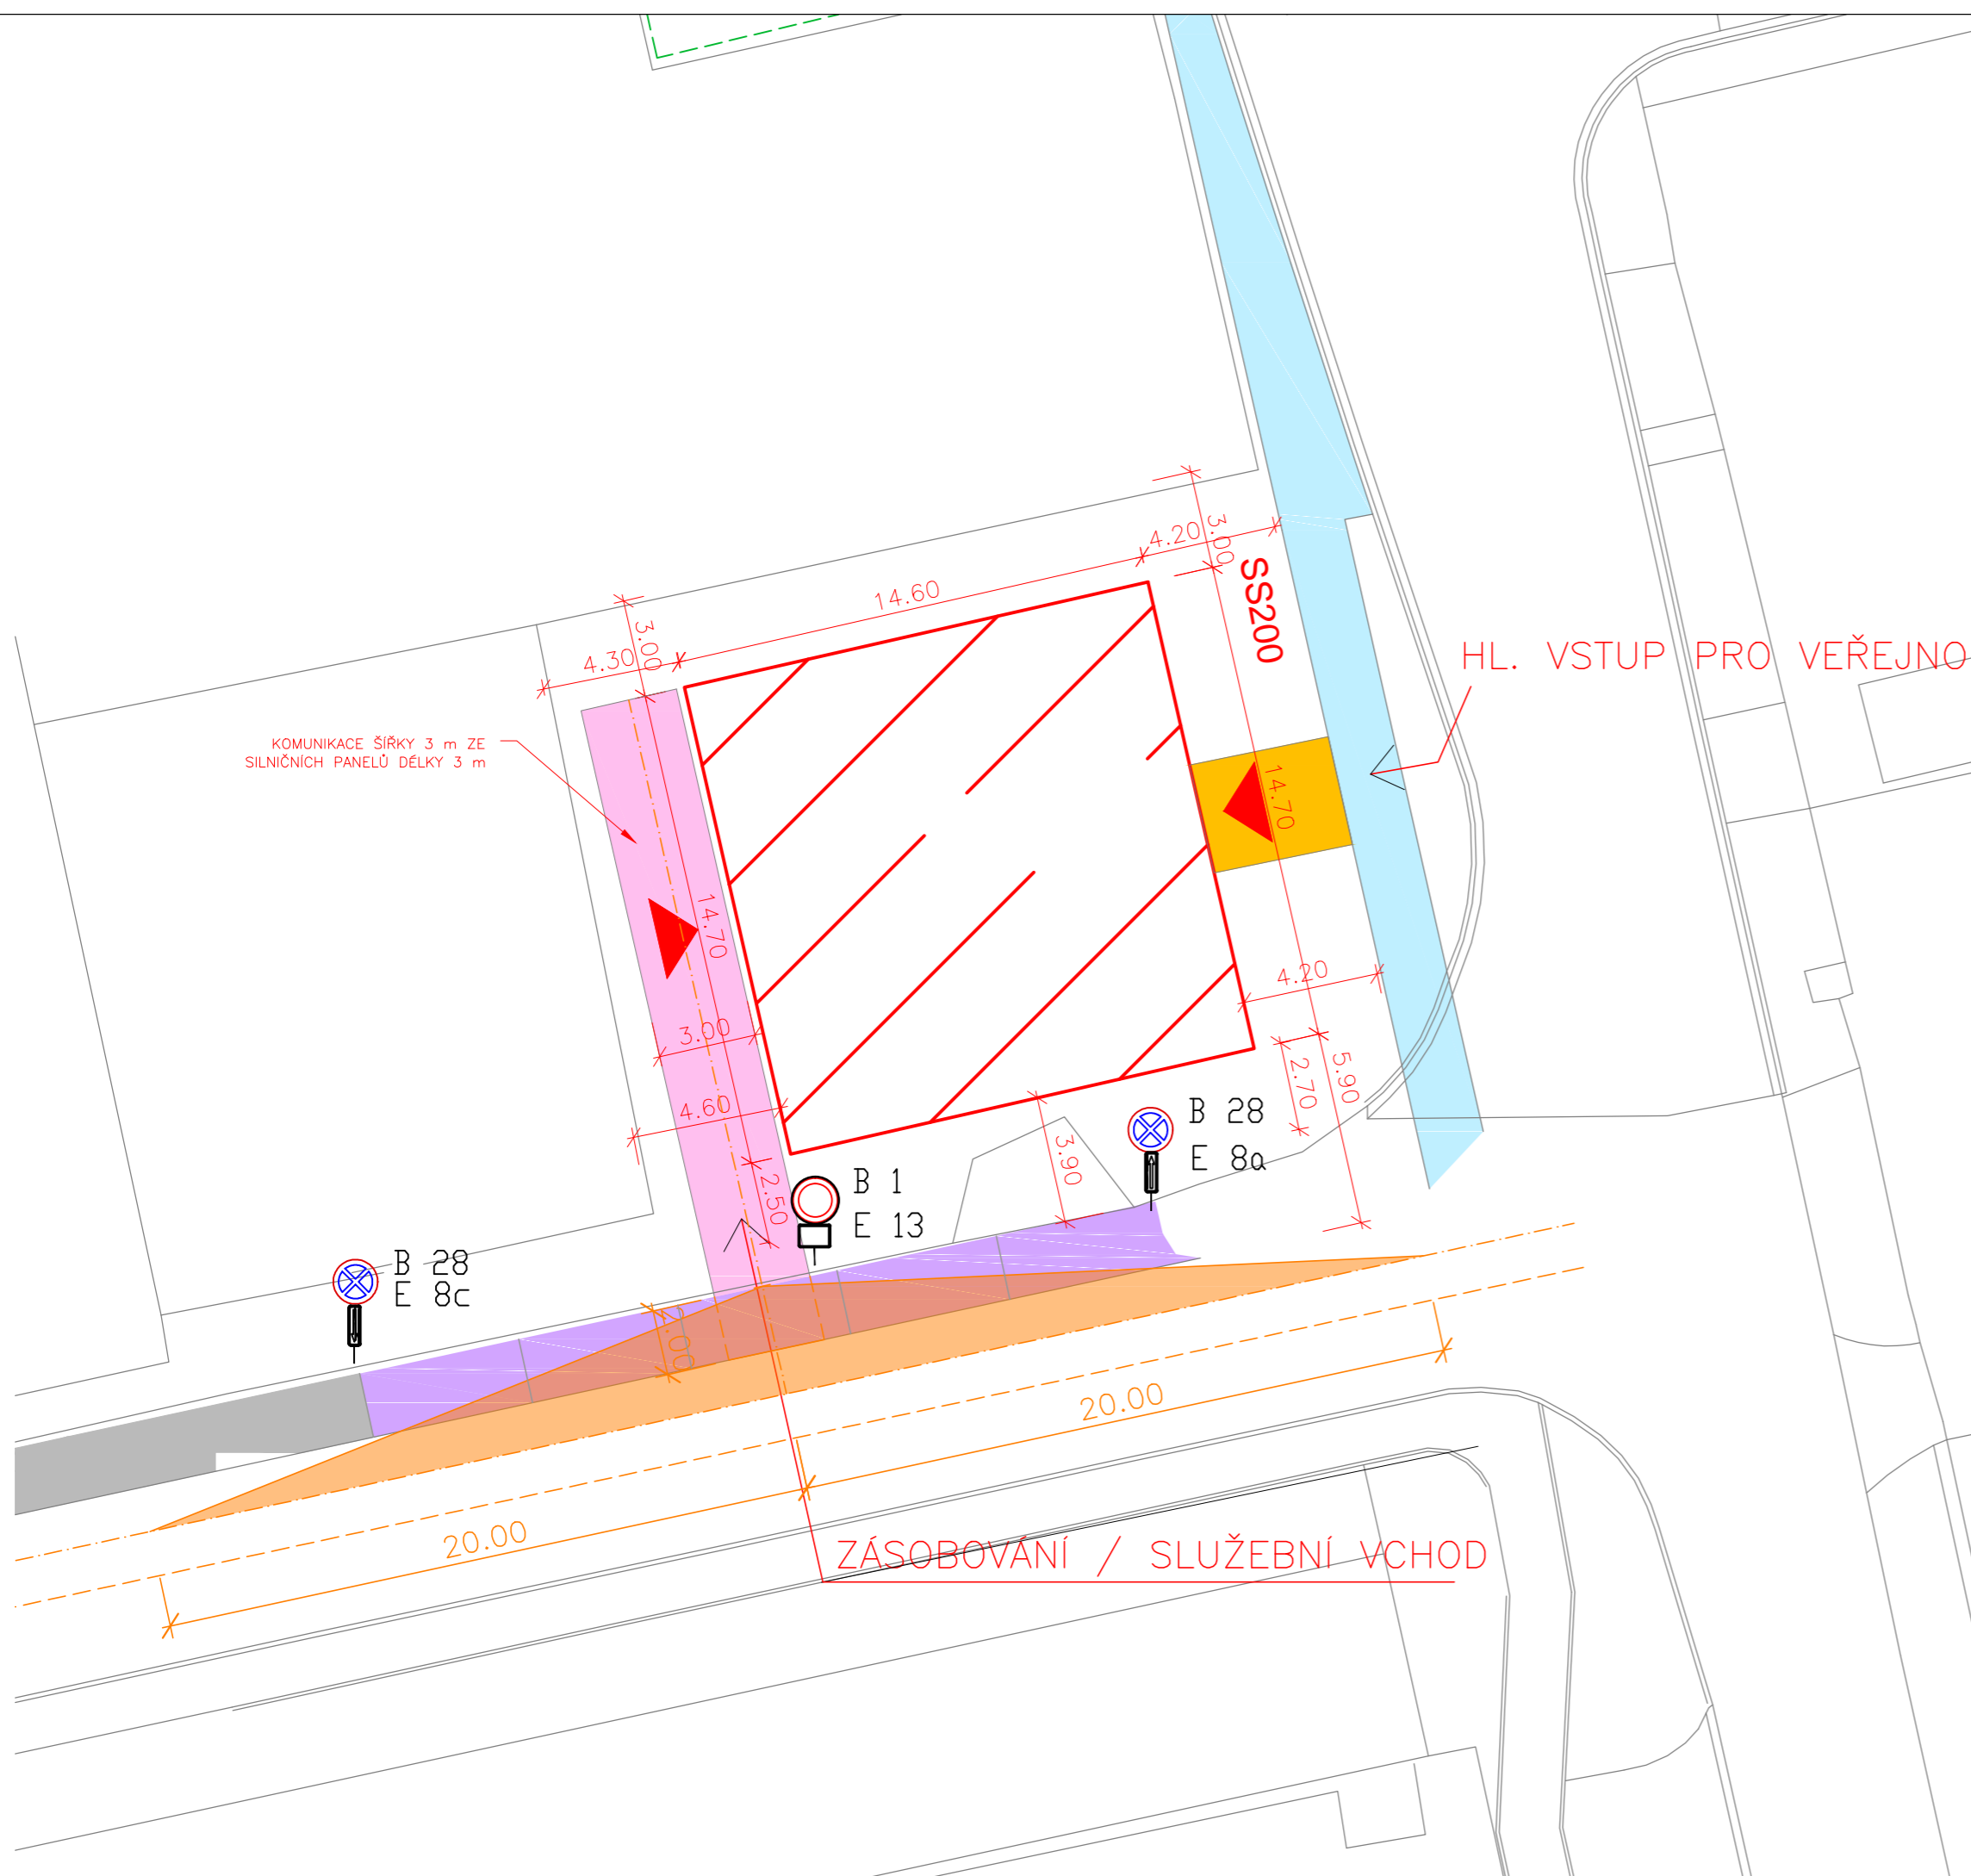 4.20
3.00
SS200
14.60
3.00
4.30
HL. VSTUP PRO VEŘEJNO
KOMUNIKACE ŠÍŘKY 3 m ZE
SILNIČNÍCH PANELŮ DÉLKY 3 m
14.70
14.70
4.20
3.00
2.70
5.90
4.60
3.90
B 28
E 8a
2.50
B 1
E 13
B 28
E 8c
20.00
20.00
ZÁSOBOVÁNÍ / SLUŽEBNÍ VCHOD